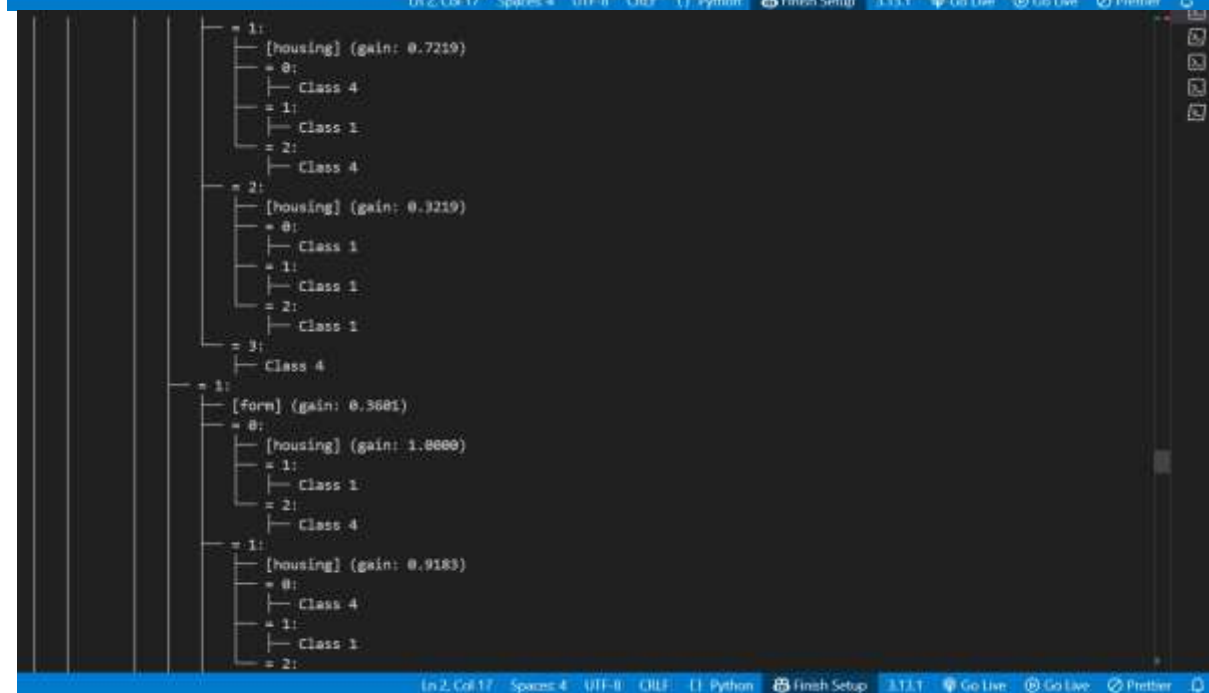 Ln 2, Col 17 Spaces: 4 UTF-8 CRLF {} Python Finish Setup 3.13.1 Go Live Go Live Prettier
= 1:
[housing] (gain: 0.7219)
= 0:
Class 4
= 1:
Class 1
= 2:
Class 4
= 2:
[housing] (gain: 0.3219)
= 0:
Class 1
= 1:
Class 1
= 2:
Class 1
= 3:
Class 4
= 1:
[form] (gain: 0.3601)
= 0:
[housing] (gain: 1.0000)
= 1:
Class 1
= 2:
Class 4
= 1:
[housing] (gain: 0.9183)
= 0:
Class 4
= 1:
Class 1
= 2:
Ln 2, Col 17 Spaces: 4 UTF-8 CRLF {} Python Finish Setup 3.13.1 Go Live Go Live Prettier